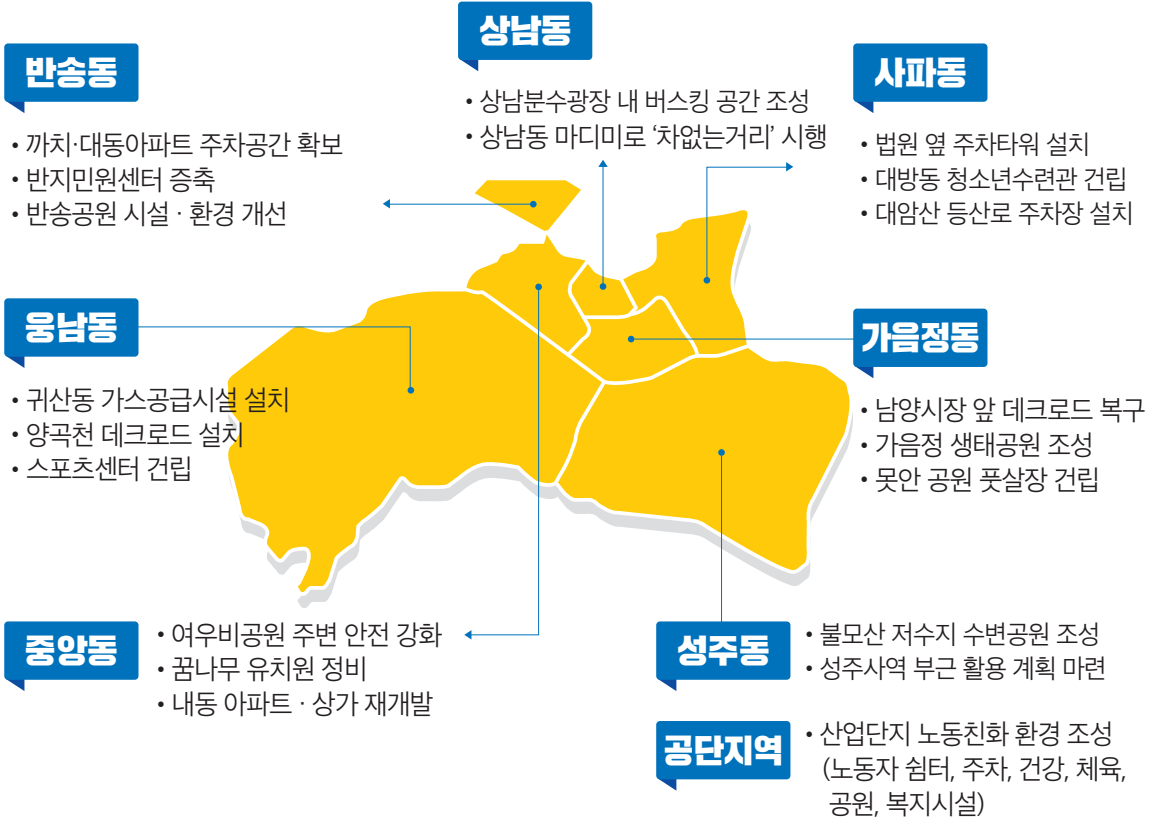 상남동
• 상남분수광장 내 버스킹 공간 조성
• 상남동 마디미로 ‘차없는거리’ 시행
반송동
• 까치·대동아파트 주차공간 확보
• 반지민원센터 증축
• 반송공원 시설 · 환경 개선
사파동
• 법원 옆 주차타워 설치
• 대방동 청소년수련관 건립
• 대암산 등산로 주차장 설치
웅남동
• 귀산동 가스공급시설 설치
• 양곡천 데크로드 설치
• 스포츠센터 건립
가음정동
• 남양시장 앞 데크로드 복구
• 가음정 생태공원 조성
• 못안 공원 풋살장 건립
중앙동
• 여우비공원 주변 안전 강화
• 꿈나무 유치원 정비
• 내동 아파트 · 상가 재개발
성주동
• 불모산 저수지 수변공원 조성
• 성주사역 부근 활용 계획 마련
공단지역
• 산업단지 노동친화 환경 조성
(노동자 쉼터, 주차, 건강, 체육,
공원, 복지시설)